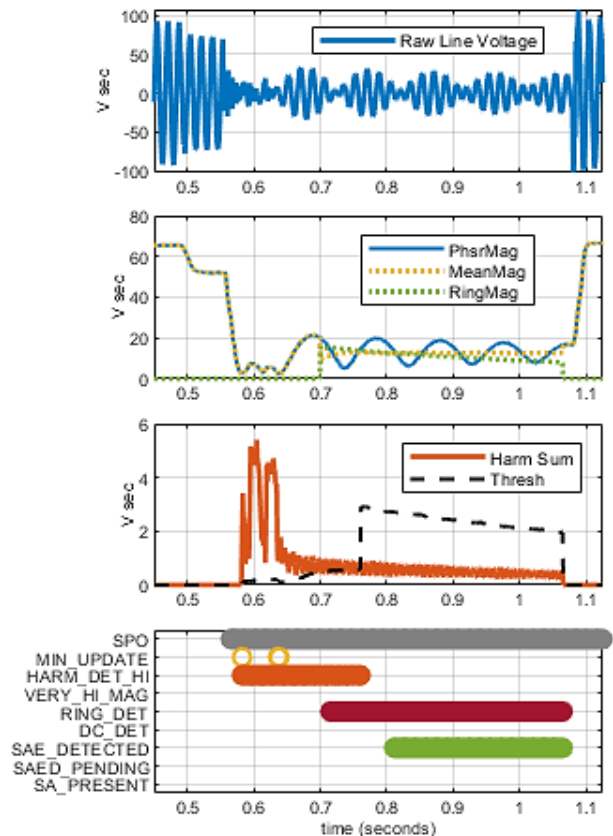 100
50
0
-50
-100
V sec
Raw Line Voltage
0.5 0.6 0.7 0.8 0.9 1 1.1
80
60
40
20
0
V sec
PhsrMag
MeanMag
RingMag
0.5 0.6 0.7 0.8 0.9 1 1.1
6
4
2
0
V sec
Harm Sum
Thresh
0.5 0.6 0.7 0.8 0.9 1 1.1
SPO
MIN_UPDATE
HARM_DET_HI
VERY_HI_MAG
RING_DET
DC_DET
SAE_DETECTED
SAED_PENDING
SA_PRESENT
0.5 0.6 0.7 0.8 0.9 1 1.1
time (seconds)